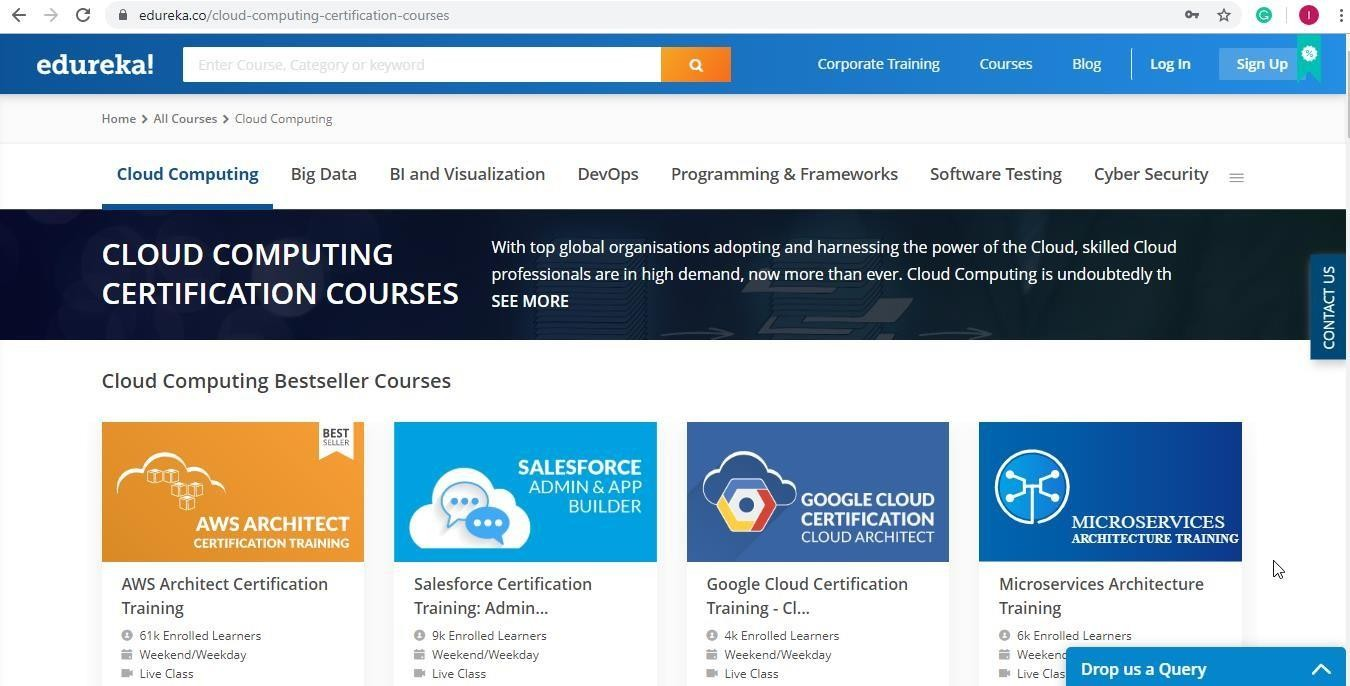 edureka.co/cloud-computing-certification-courses
G
I
edureka!
Enter Course, Category or keyword
Corporate Training
Courses
Blog
Log In
Sign Up
%
Home > All Courses > Cloud Computing
Cloud Computing
Big Data
BI and Visualization
DevOps
Programming & Frameworks
Software Testing
Cyber Security
CLOUD COMPUTING
CERTIFICATION COURSES
With top global organisations adopting and harnessing the power of the Cloud, skilled Cloud
professionals are in high demand, now more than ever. Cloud Computing is undoubtedly th
SEE MORE
CONTACT US
Cloud Computing Bestseller Courses
BEST
SELLER
AWS ARCHITECT
CERTIFICATION TRAINING
AWS Architect Certification
Training
61k Enrolled Learners
Weekend/Weekday
Live Class
SALESFORCE
ADMIN & APP
BUILDER
Salesforce Certification
Training: Admin...
9k Enrolled Learners
Weekend/Weekday
Live Class
GOOGLE CLOUD
CERTIFICATION
CLOUD ARCHITECT
Google Cloud Certification
Training - Cl...
4k Enrolled Learners
Weekend/Weekday
Live Class
MICROSERVICES
ARCHITECTURE TRAINING
Microservices Architecture
Training
6k Enrolled Learners
Weekend
Live Clas
Drop us a Query